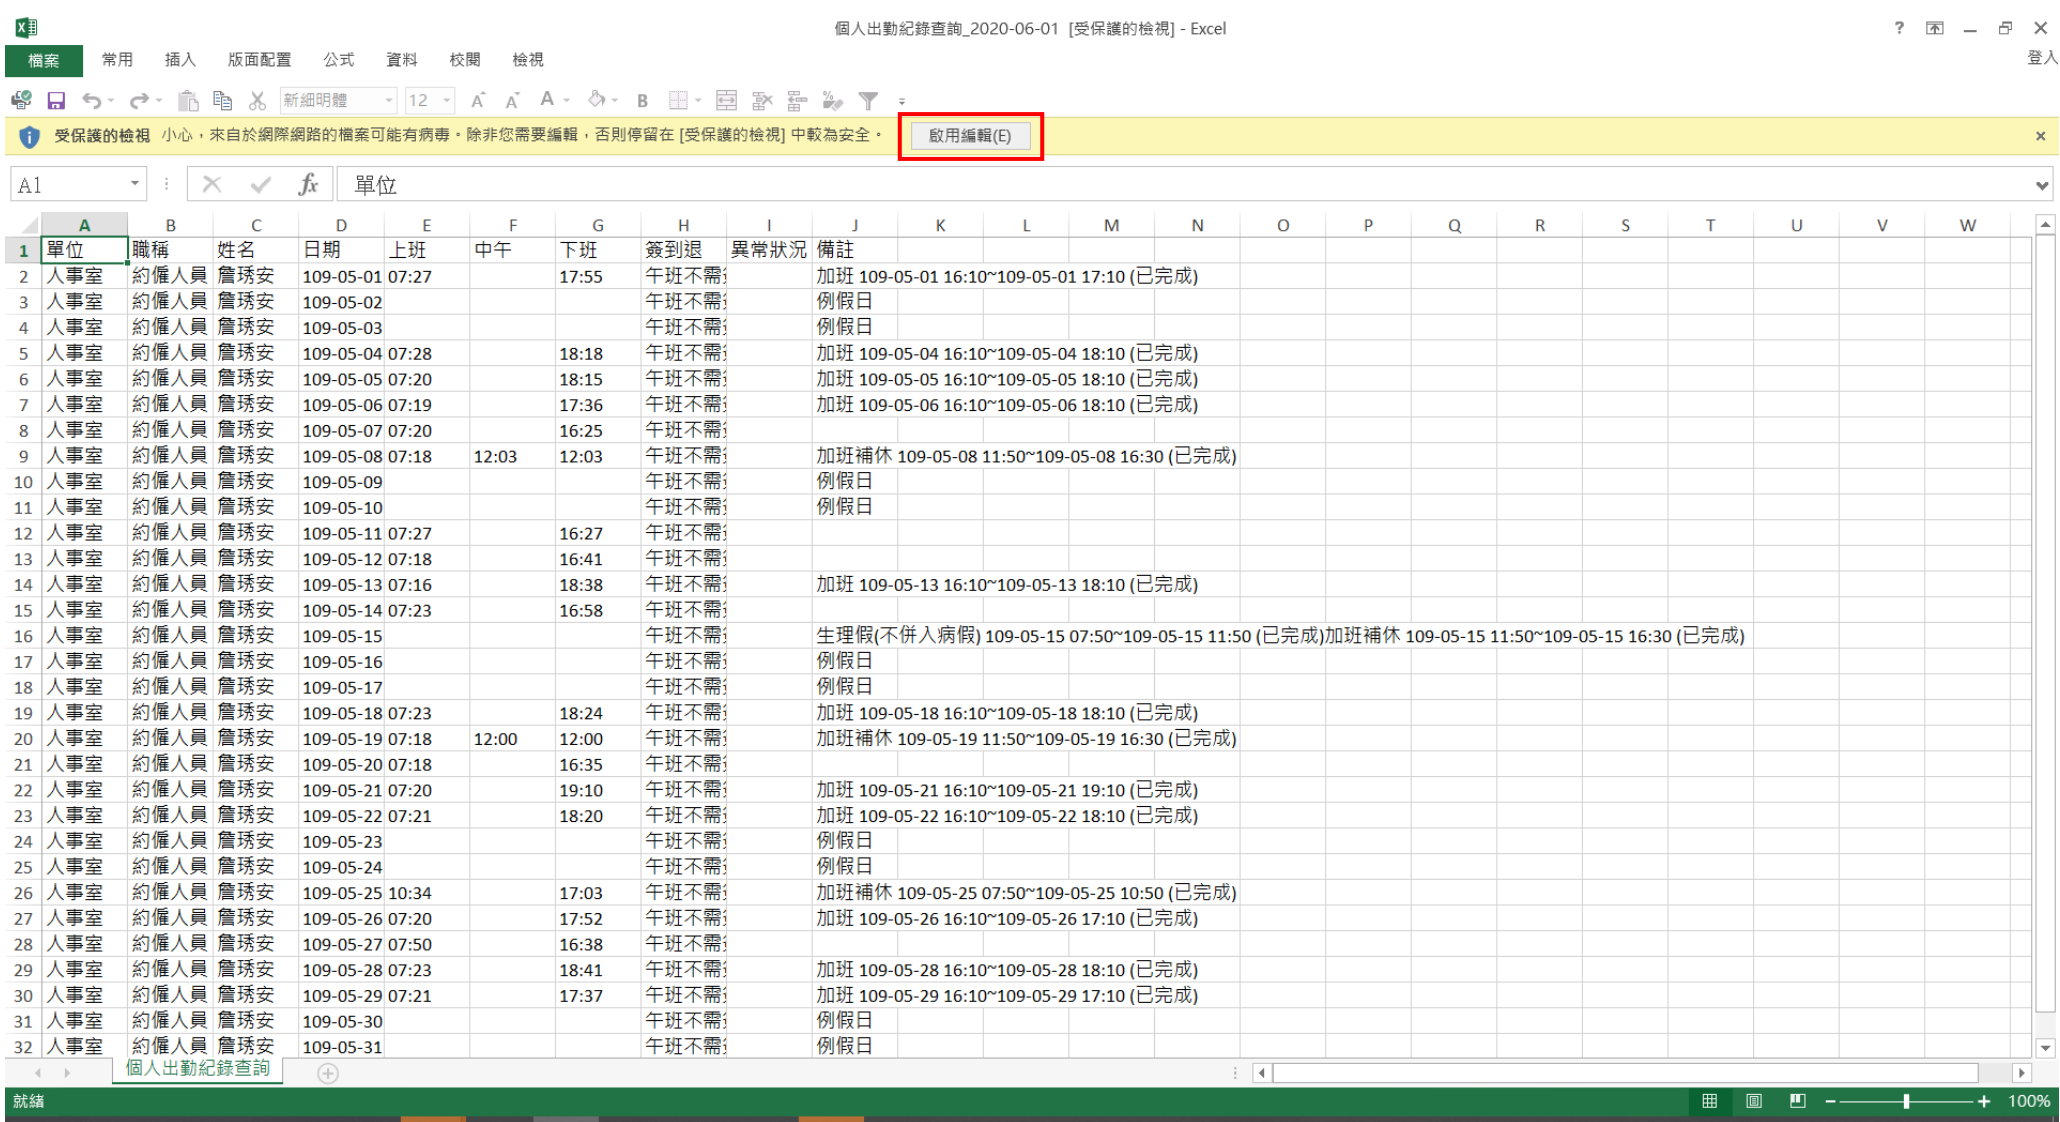 個人出勤紀錄查詢_2020-06-01 [受保護的檢視] - Excel
檔案 常用 插入 版面配置 公式 資料 校閱 檢視 登入
新細明體 12
受保護的檢視 小心，來自於網際網路的檔案可能有病毒。除非您需要編輯，否則停留在 [受保護的檢視] 中較為安全。 啟用編輯(E)
A1 fx 單位
A B C D E F G H I J K L M N O P Q R S T U V W
1 單位 職稱 姓名 日期 上班 中午 下班 簽到退 異常狀況 備註
2 人事室 約僱人員 詹琇安 109-05-01 07:27 17:55 午班不需 加班 109-05-01 16:10~109-05-01 17:10 (已完成)
3 人事室 約僱人員 詹琇安 109-05-02 午班不需 例假日
4 人事室 約僱人員 詹琇安 109-05-03 午班不需 例假日
5 人事室 約僱人員 詹琇安 109-05-04 07:28 18:18 午班不需 加班 109-05-04 16:10~109-05-04 18:10 (已完成)
6 人事室 約僱人員 詹琇安 109-05-05 07:20 18:15 午班不需 加班 109-05-05 16:10~109-05-05 18:10 (已完成)
7 人事室 約僱人員 詹琇安 109-05-06 07:19 17:36 午班不需 加班 109-05-06 16:10~109-05-06 18:10 (已完成)
8 人事室 約僱人員 詹琇安 109-05-07 07:20 16:25 午班不需
9 人事室 約僱人員 詹琇安 109-05-08 07:18 12:03 12:03 午班不需 加班補休 109-05-08 11:50~109-05-08 16:30 (已完成)
10 人事室 約僱人員 詹琇安 109-05-09 午班不需 例假日
11 人事室 約僱人員 詹琇安 109-05-10 午班不需 例假日
12 人事室 約僱人員 詹琇安 109-05-11 07:27 16:27 午班不需
13 人事室 約僱人員 詹琇安 109-05-12 07:18 16:41 午班不需
14 人事室 約僱人員 詹琇安 109-05-13 07:16 18:38 午班不需 加班 109-05-13 16:10~109-05-13 18:10 (已完成)
15 人事室 約僱人員 詹琇安 109-05-14 07:23 16:58 午班不需
16 人事室 約僱人員 詹琇安 109-05-15 午班不需 生理假(不併入病假) 109-05-15 07:50~109-05-15 11:50 (已完成)加班補休 109-05-15 11:50~109-05-15 16:30 (已完成)
17 人事室 約僱人員 詹琇安 109-05-16 午班不需 例假日
18 人事室 約僱人員 詹琇安 109-05-17 午班不需 例假日
19 人事室 約僱人員 詹琇安 109-05-18 07:23 18:24 午班不需 加班 109-05-18 16:10~109-05-18 18:10 (已完成)
20 人事室 約僱人員 詹琇安 109-05-19 07:18 12:00 12:00 午班不需 加班補休 109-05-19 11:50~109-05-19 16:30 (已完成)
21 人事室 約僱人員 詹琇安 109-05-20 07:18 16:35 午班不需
22 人事室 約僱人員 詹琇安 109-05-21 07:20 19:10 午班不需 加班 109-05-21 16:10~109-05-21 19:10 (已完成)
23 人事室 約僱人員 詹琇安 109-05-22 07:21 18:20 午班不需 加班 109-05-22 16:10~109-05-22 18:10 (已完成)
24 人事室 約僱人員 詹琇安 109-05-23 午班不需 例假日
25 人事室 約僱人員 詹琇安 109-05-24 午班不需 例假日
26 人事室 約僱人員 詹琇安 109-05-25 10:34 17:03 午班不需 加班補休 109-05-25 07:50~109-05-25 10:50 (已完成)
27 人事室 約僱人員 詹琇安 109-05-26 07:20 17:52 午班不需 加班 109-05-26 16:10~109-05-26 17:10 (已完成)
28 人事室 約僱人員 詹琇安 109-05-27 07:50 16:38 午班不需
29 人事室 約僱人員 詹琇安 109-05-28 07:23 18:41 午班不需 加班 109-05-28 16:10~109-05-28 18:10 (已完成)
30 人事室 約僱人員 詹琇安 109-05-29 07:21 17:37 午班不需 加班 109-05-29 16:10~109-05-29 17:10 (已完成)
31 人事室 約僱人員 詹琇安 109-05-30 午班不需 例假日
32 人事室 約僱人員 詹琇安 109-05-31 午班不需 例假日
個人出勤紀錄查詢
就緒 100%